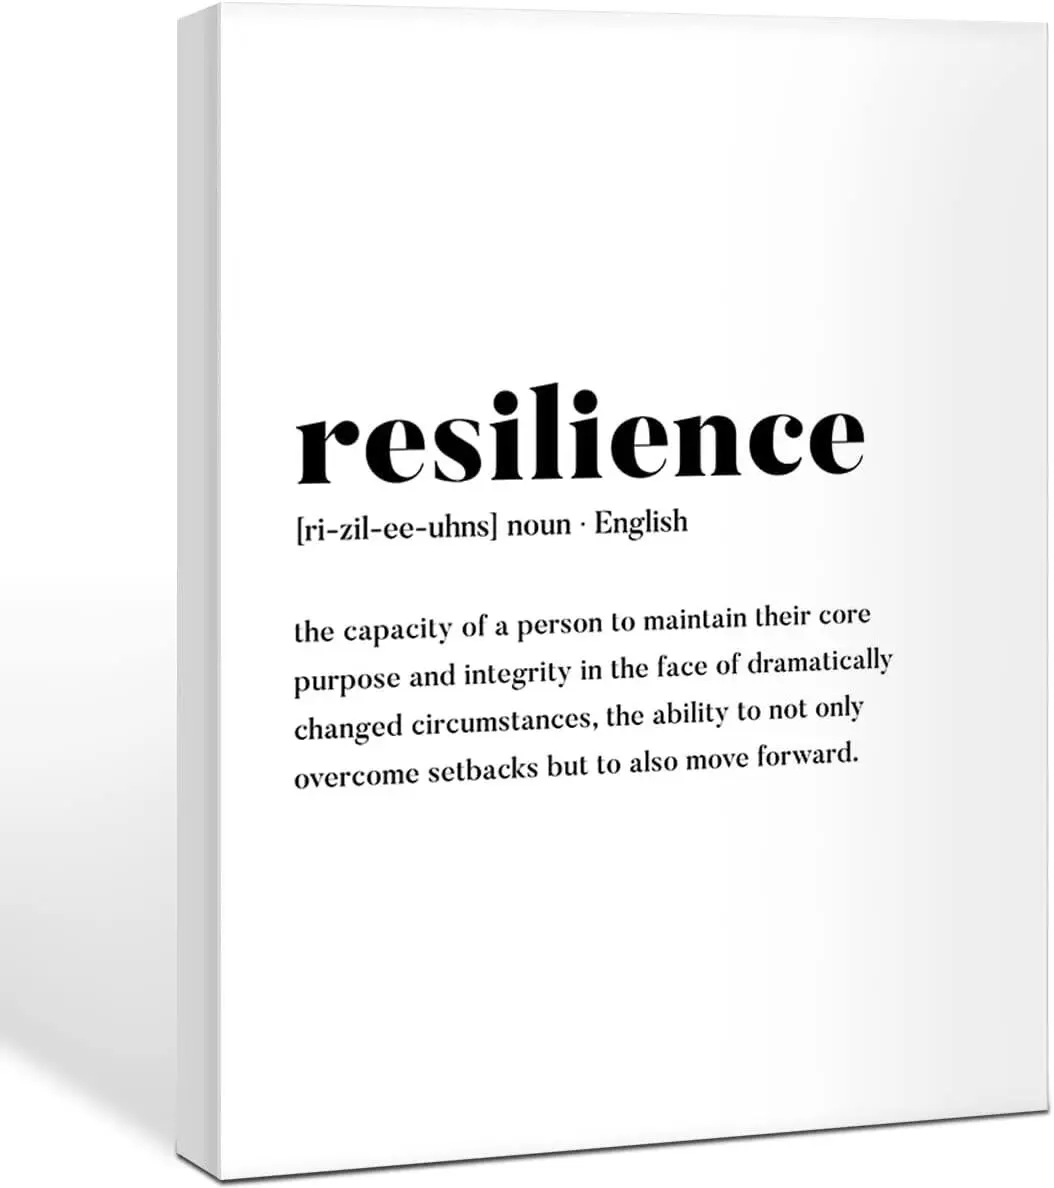 resilience
[ri-zil-ee-uhns] noun · English
the capacity of a person to maintain their core
purpose and integrity in the face of dramatically
changed circumstances, the ability to not only
overcome setbacks but to also move forward.